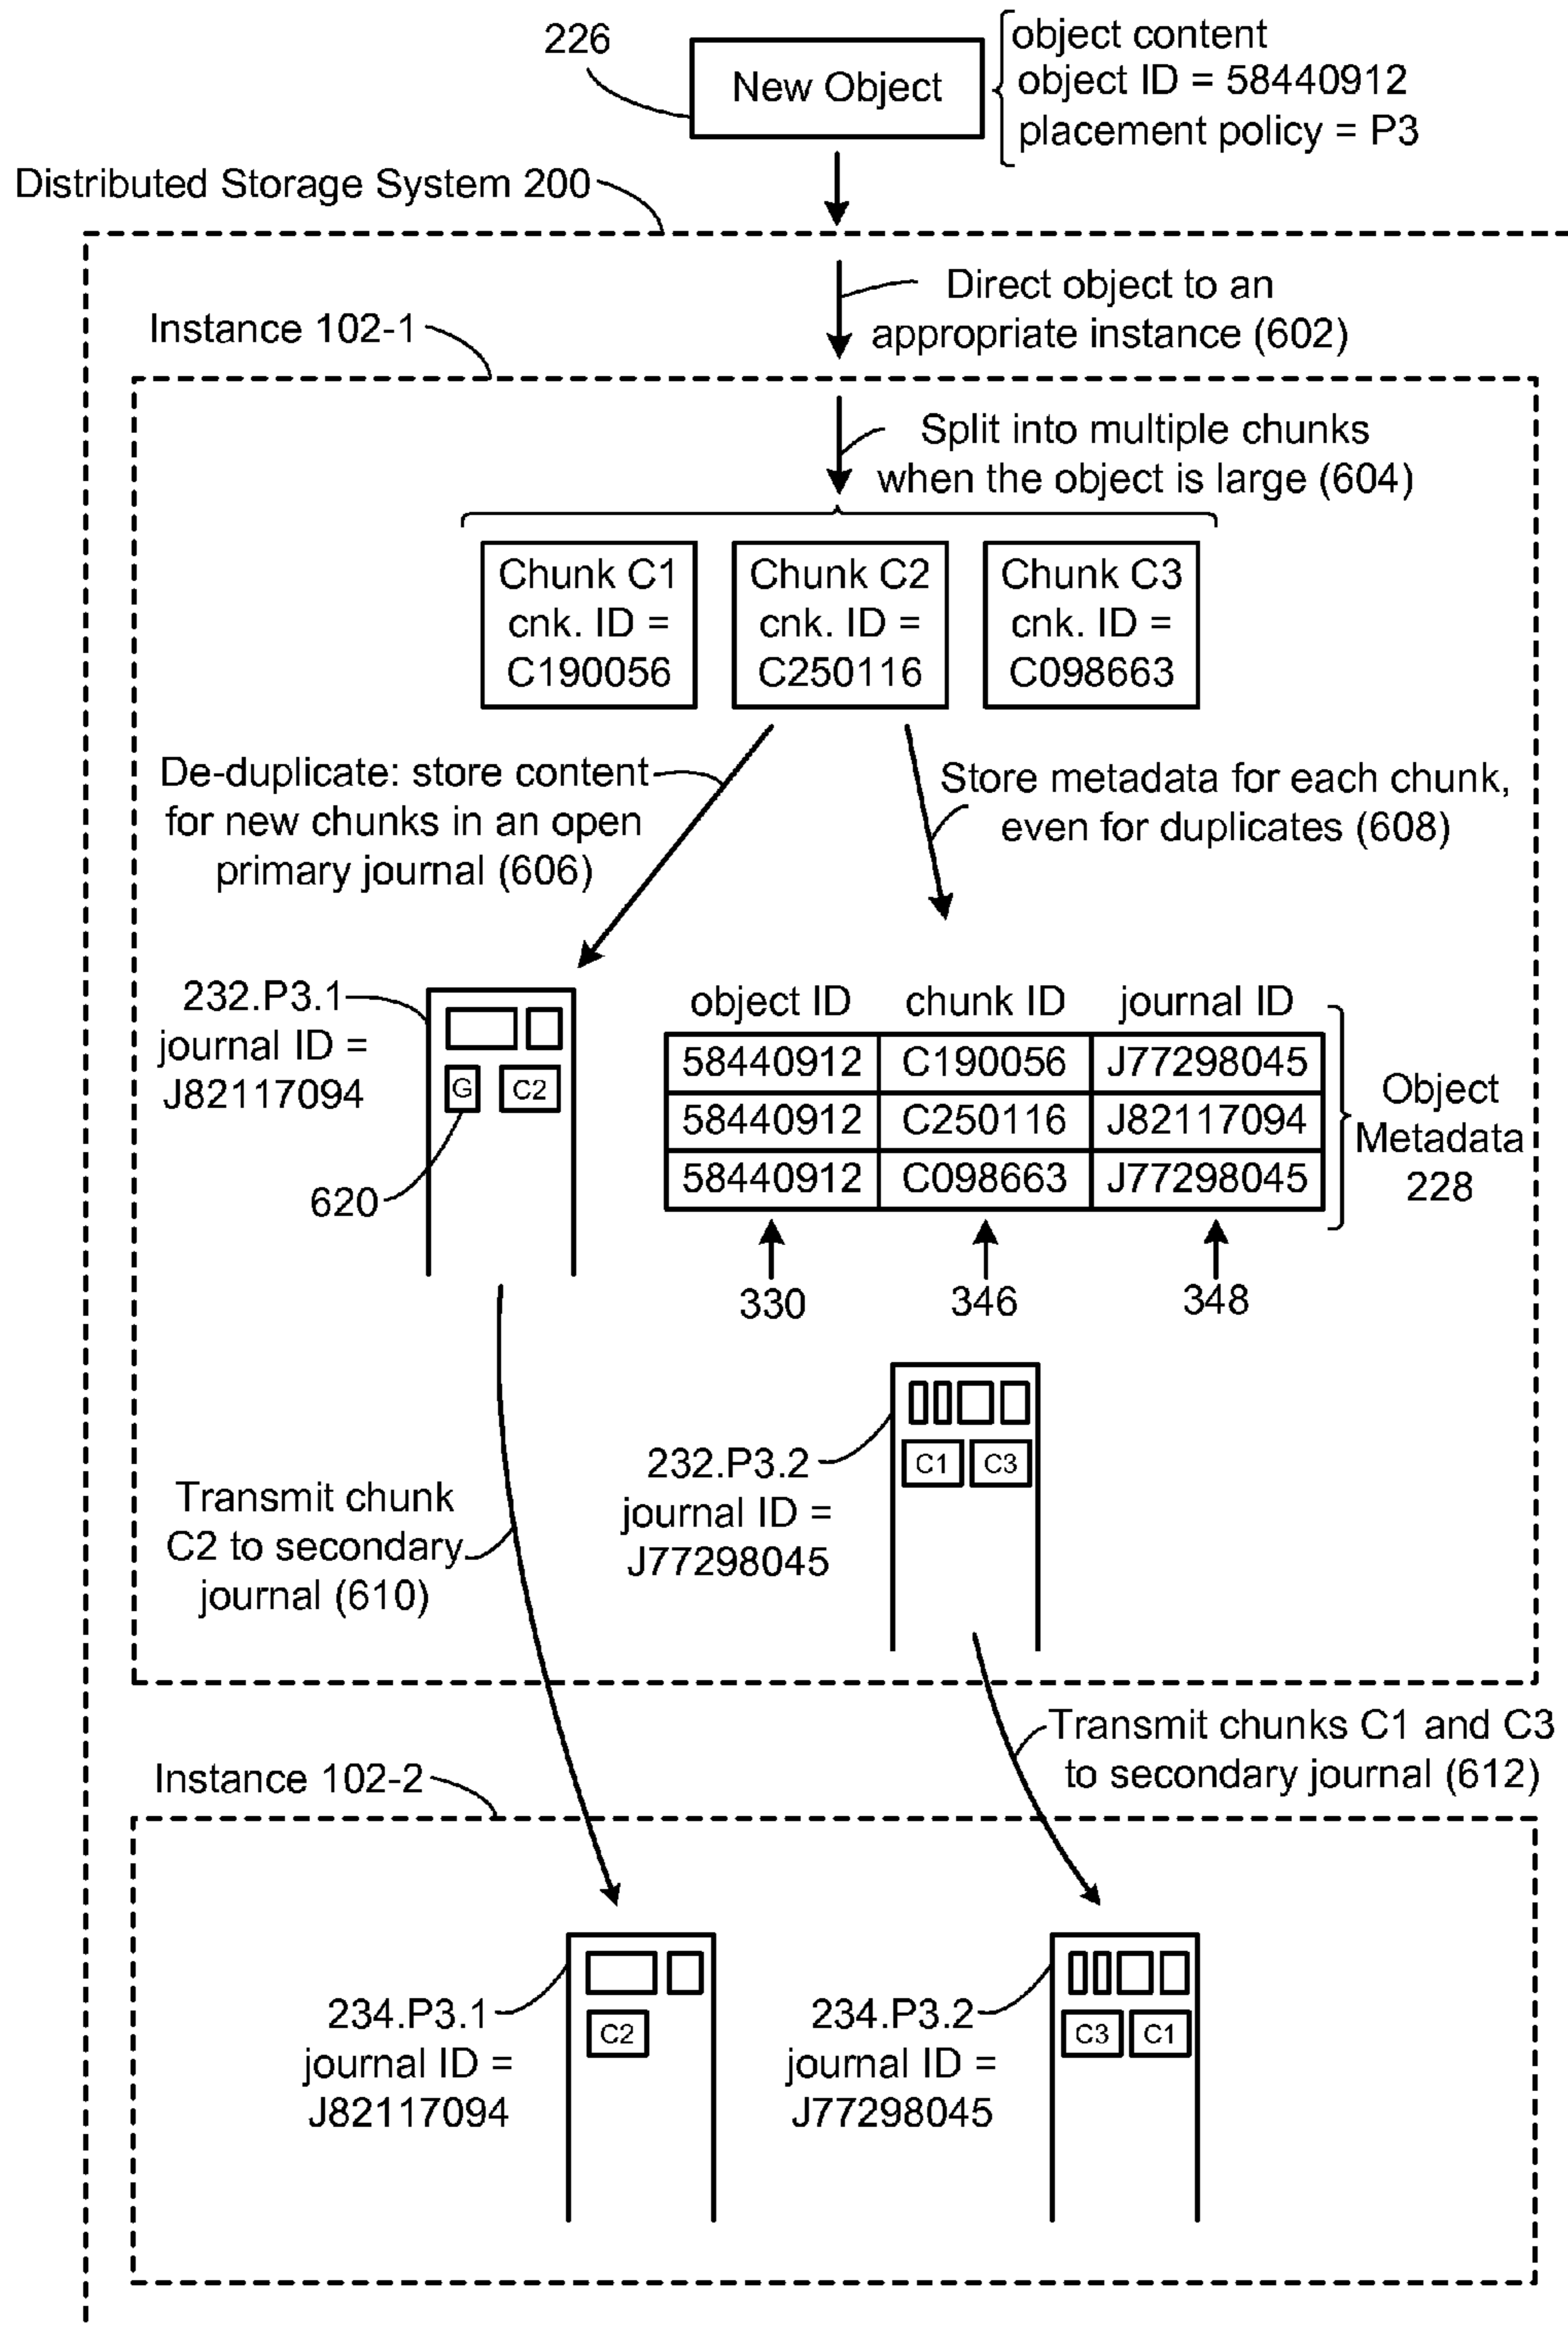 226
New Object
object content
object ID = 58440912
placement policy = P3
Distributed Storage System 200
Direct object to an
appropriate instance (602)
Instance 102-1
Split into multiple chunks
when the object is large (604)
Chunk C1
cnk. ID =
C190056
Chunk C2
cnk. ID =
C250116
Chunk C3
cnk. ID =
C098663
De-duplicate: store content
for new chunks in an open
primary journal (606)
Store metadata for each chunk,
even for duplicates (608)
232.P3.1
journal ID =
J82117094
G
C2
620
object ID chunk ID journal ID
58440912 C190056 J77298045
58440912 C250116 J82117094
58440912 C098663 J77298045
Object
Metadata
228
330
346
348
232.P3.2
journal ID =
J77298045
C1
C3
Transmit chunk
C2 to secondary
journal (610)
Transmit chunks C1 and C3
to secondary journal (612)
Instance 102-2
234.P3.1
journal ID =
J82117094
C2
234.P3.2
journal ID =
J77298045
C3
C1